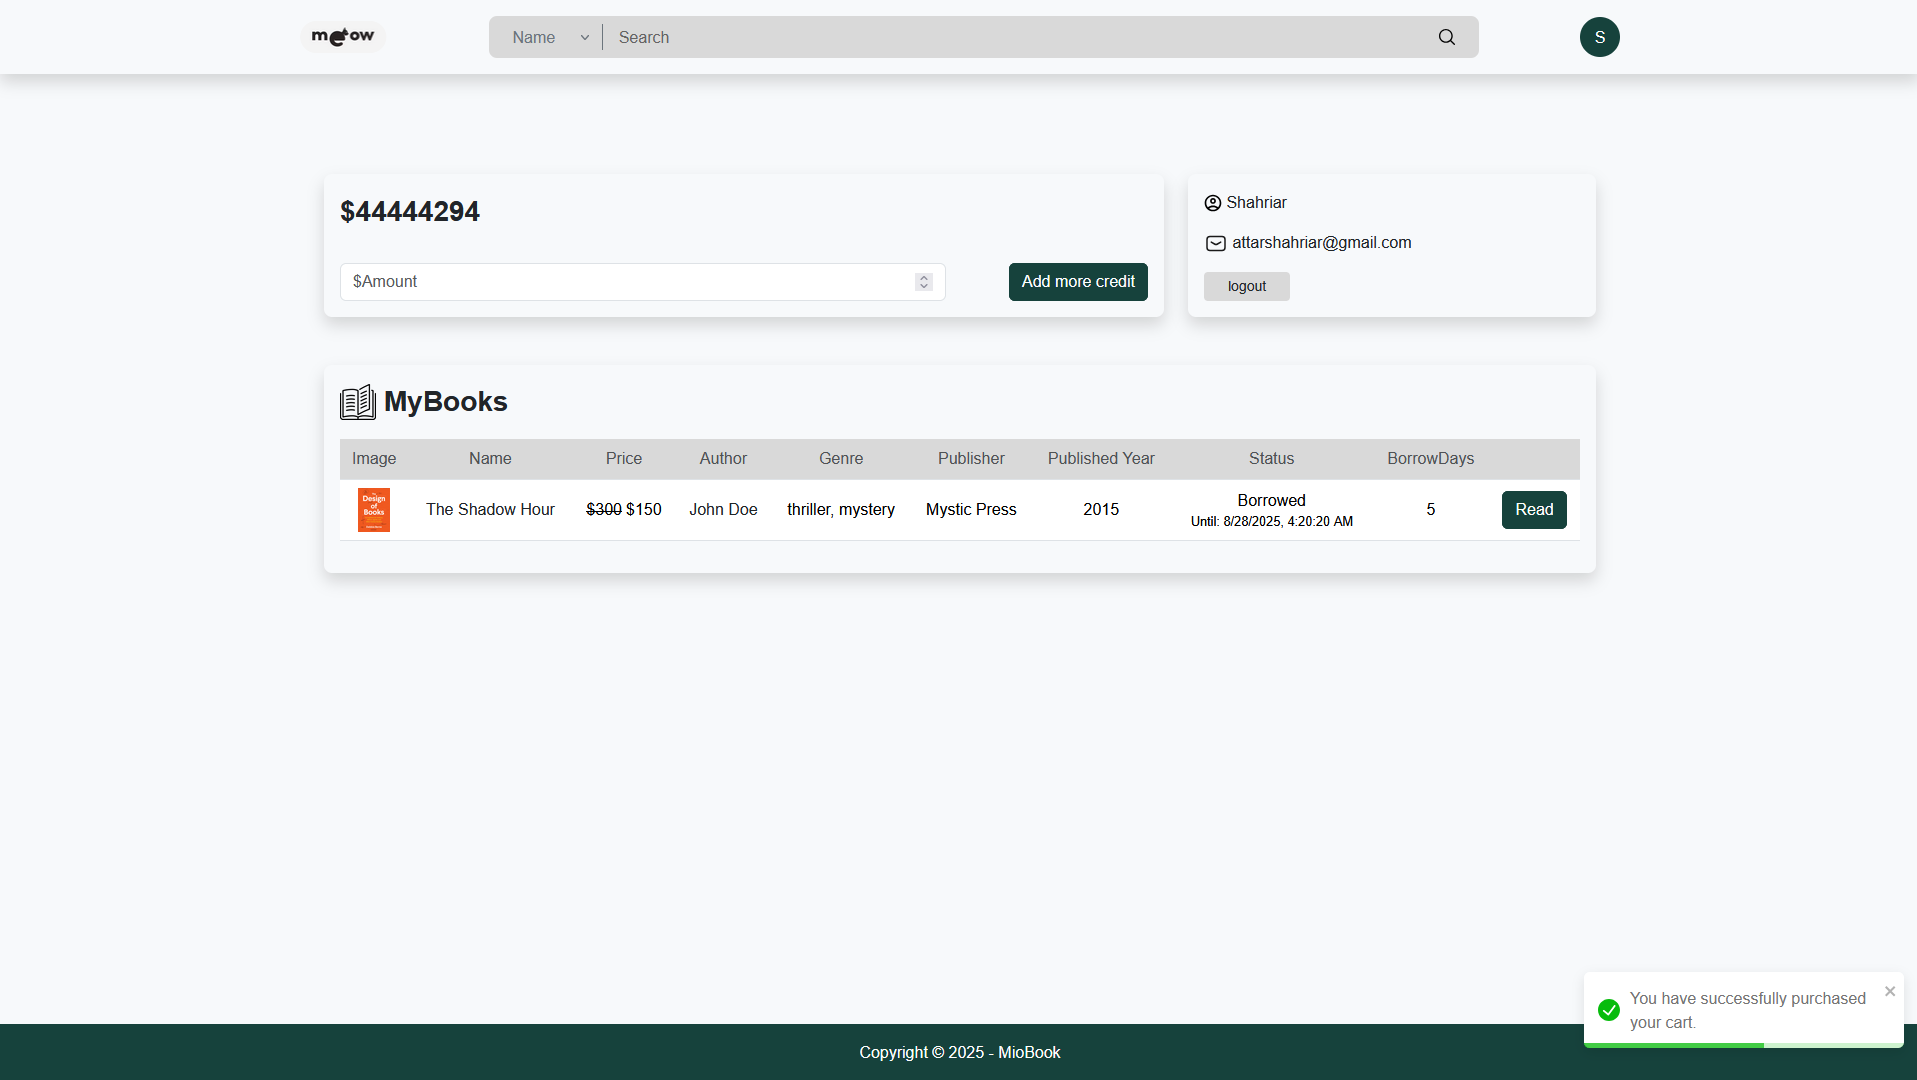 meow
Name
Search
S
$44444294
$Amount
Add more credit
Shahriar
attarshahriar@gmail.com
logout
MyBooks
Image Name Price Author Genre Publisher Published Year Status BorrowDays
Design
of
Books
The Shadow Hour $300 $150 John Doe thriller, mystery Mystic Press 2015 Borrowed 5 Read
Until: 8/28/2025, 4:20:20 AM
You have successfully purchased
your cart.
Copyright © 2025 - MioBook